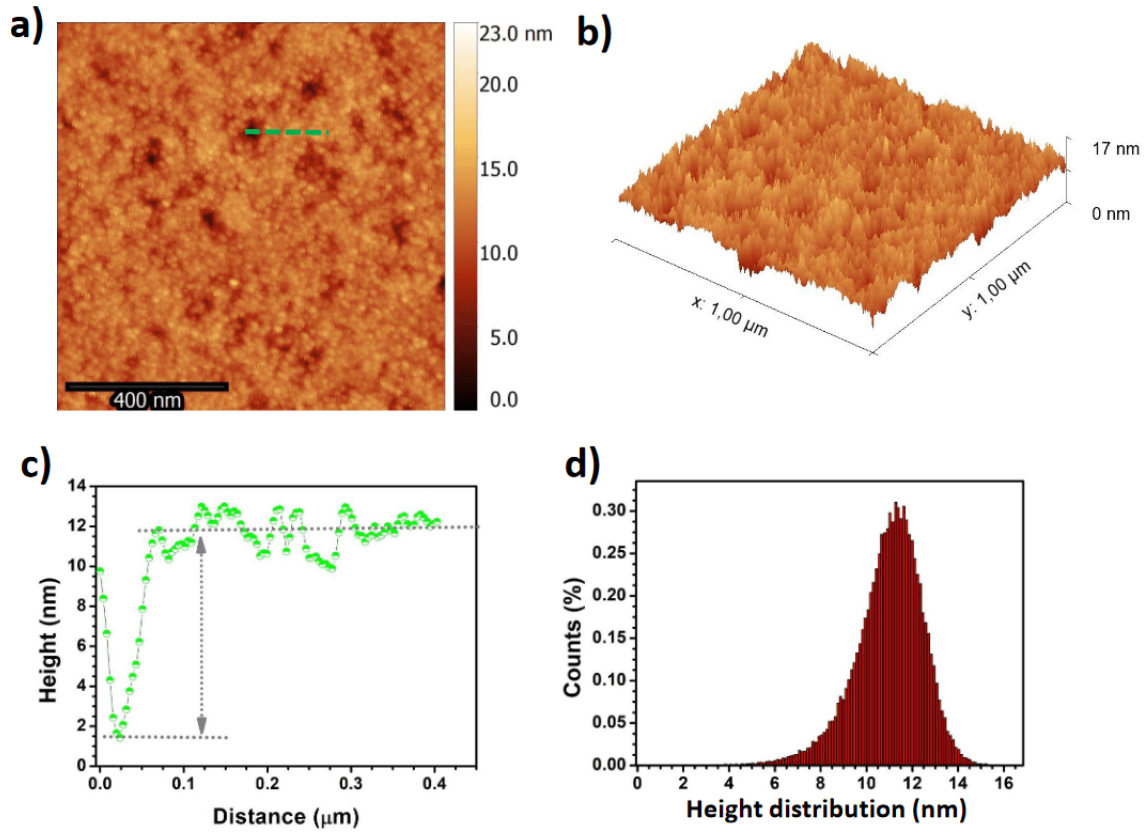 a)
23.0 nm
20.0
15.0
10.0
5.0
0.0
400 nm
b)
17 nm
0 nm
x: 1,00 µm
y: 1,00 µm
c)
14
12
10
8
6
4
2
0
0.0 0.1 0.2 0.3 0.4
Height (nm)
Distance (µm)
d)
0.30
0.25
0.20
0.15
0.10
0.05
0.00
0 2 4 6 8 10 12 14 16
Counts (%)
Height distribution (nm)